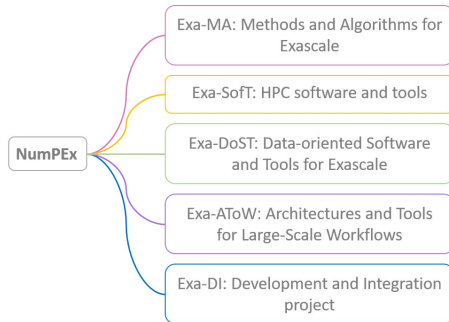 Exa-MA: Methods and Algorithms for
Exascale
Exa-SofT: HPC software and tools
NumPEx
Exa-DoST: Data-oriented Software
and Tools for Exascale
Exa-AToW: Architectures and Tools
for Large-Scale Workflows
Exa-DI: Development and Integration
project